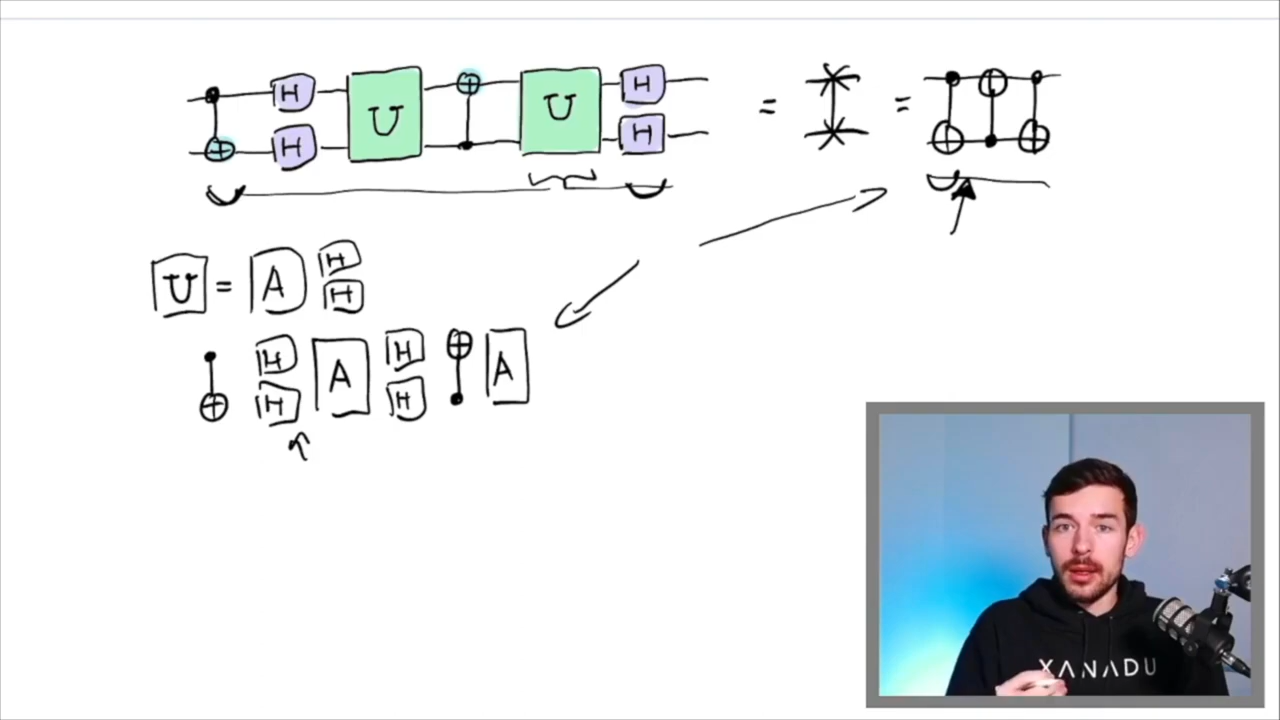 H U U H = =
H H
U = A H
H
H A H A
H H
XANADU